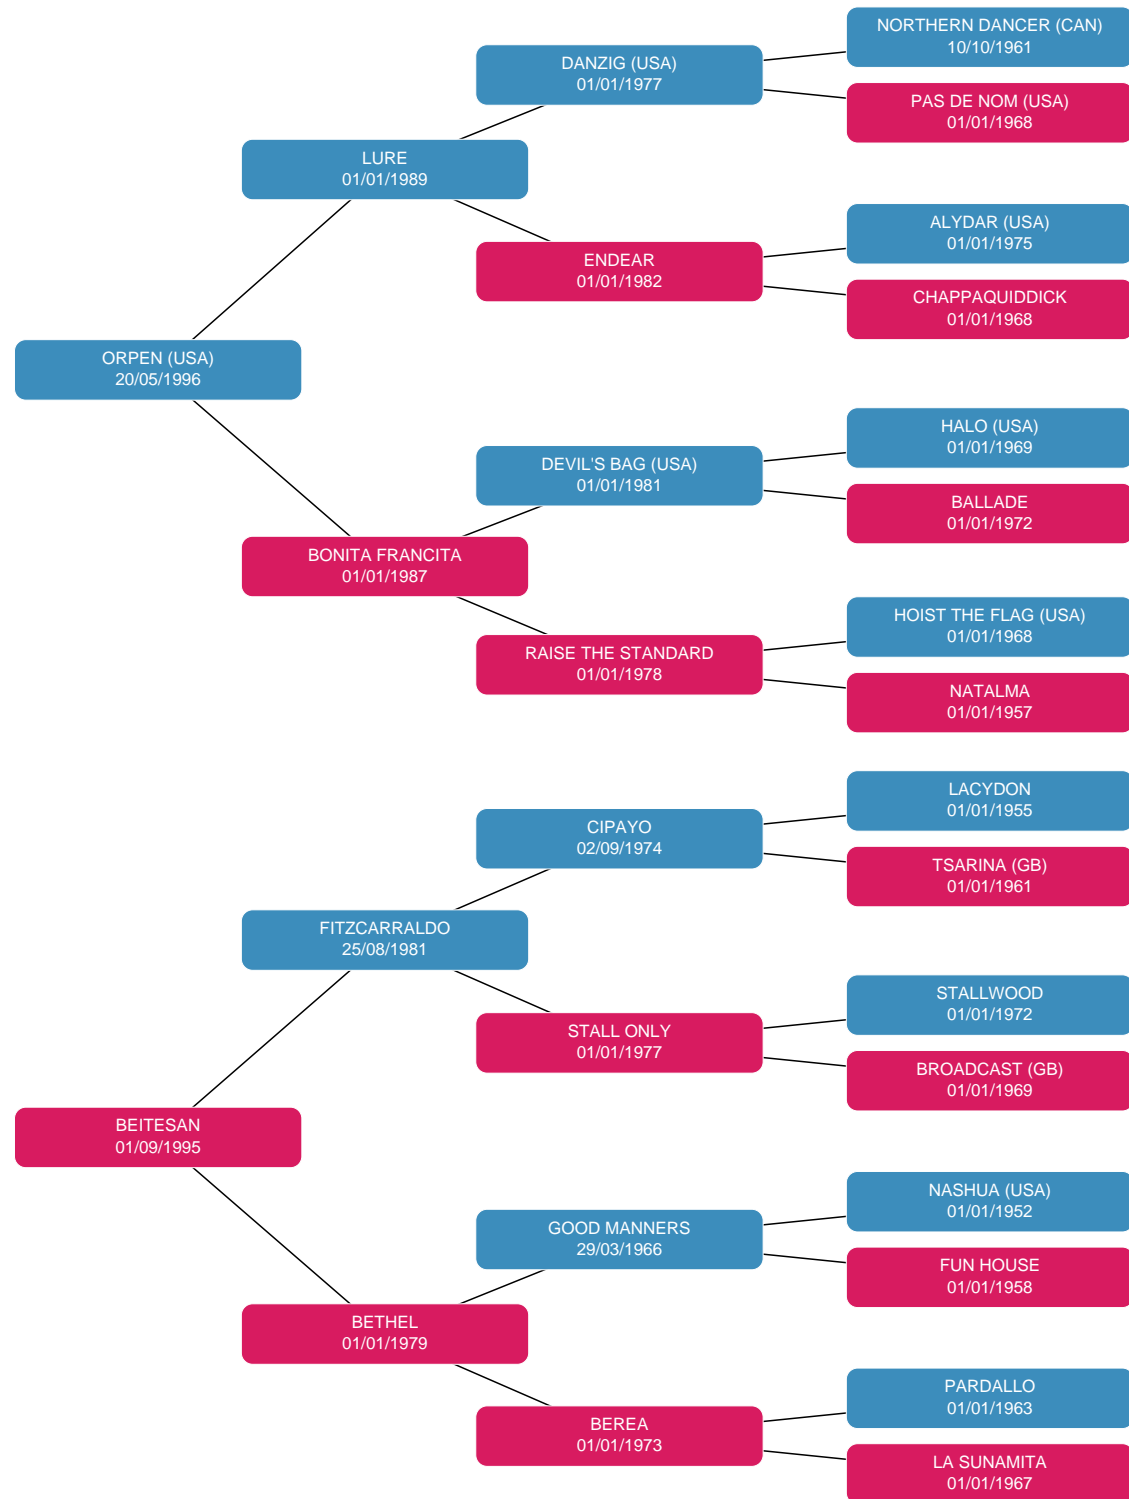 NORTHERN DANCER (CAN)
10/10/1961
DANZIG (USA)
01/01/1977
PAS DE NOM (USA)
01/01/1968
LURE
01/01/1989
ALYDAR (USA)
01/01/1975
ENDEAR
01/01/1982
CHAPPAQUIDDICK
01/01/1968
ORPEN (USA)
20/05/1996
HALO (USA)
01/01/1969
DEVIL'S BAG (USA)
01/01/1981
BALLADE
01/01/1972
BONITA FRANCITA
01/01/1987
HOIST THE FLAG (USA)
01/01/1968
RAISE THE STANDARD
01/01/1978
NATALMA
01/01/1957
LACYDON
01/01/1955
CIPAYO
02/09/1974
TSARINA (GB)
01/01/1961
FITZCARRALDO
25/08/1981
STALLWOOD
01/01/1972
STALL ONLY
01/01/1977
BROADCAST (GB)
01/01/1969
BEITESAN
01/09/1995
NASHUA (USA)
01/01/1952
GOOD MANNERS
29/03/1966
FUN HOUSE
01/01/1958
BETHEL
01/01/1979
PARDALLO
01/01/1963
BEREA
01/01/1973
LA SUNAMITA
01/01/1967